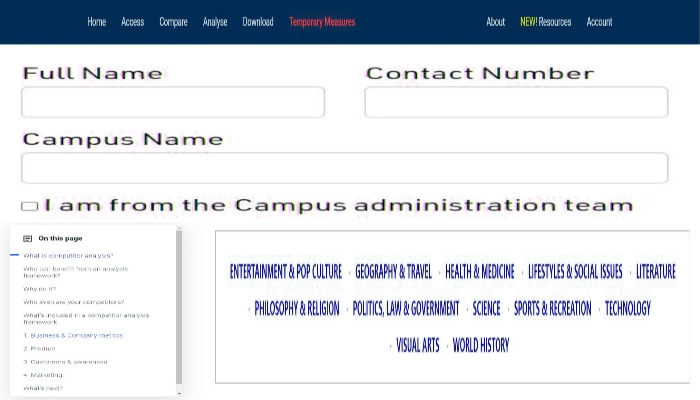 Home Access Compare Analyse Download Temporary Measures About NEW! Resources Account
Full Name Contact Number
Campus Name
I am from the Campus administration team
On this page
What is competitor analysis?
Who can benefit from an analysis
framework?
Why do it?
Who even are your competitors?
What's included in a competitor analysis
framework
1. Business & Company metrics
2. Product
3. Customers & awareness
4. Marketing
What's next?
ENTERTAINMENT & POP CULTURE · GEOGRAPHY & TRAVEL · HEALTH & MEDICINE · LIFESTYLES & SOCIAL ISSUES · LITERATURE
· PHILOSOPHY & RELIGION · POLITICS, LAW & GOVERNMENT · SCIENCE · SPORTS & RECREATION · TECHNOLOGY
· VISUAL ARTS · WORLD HISTORY